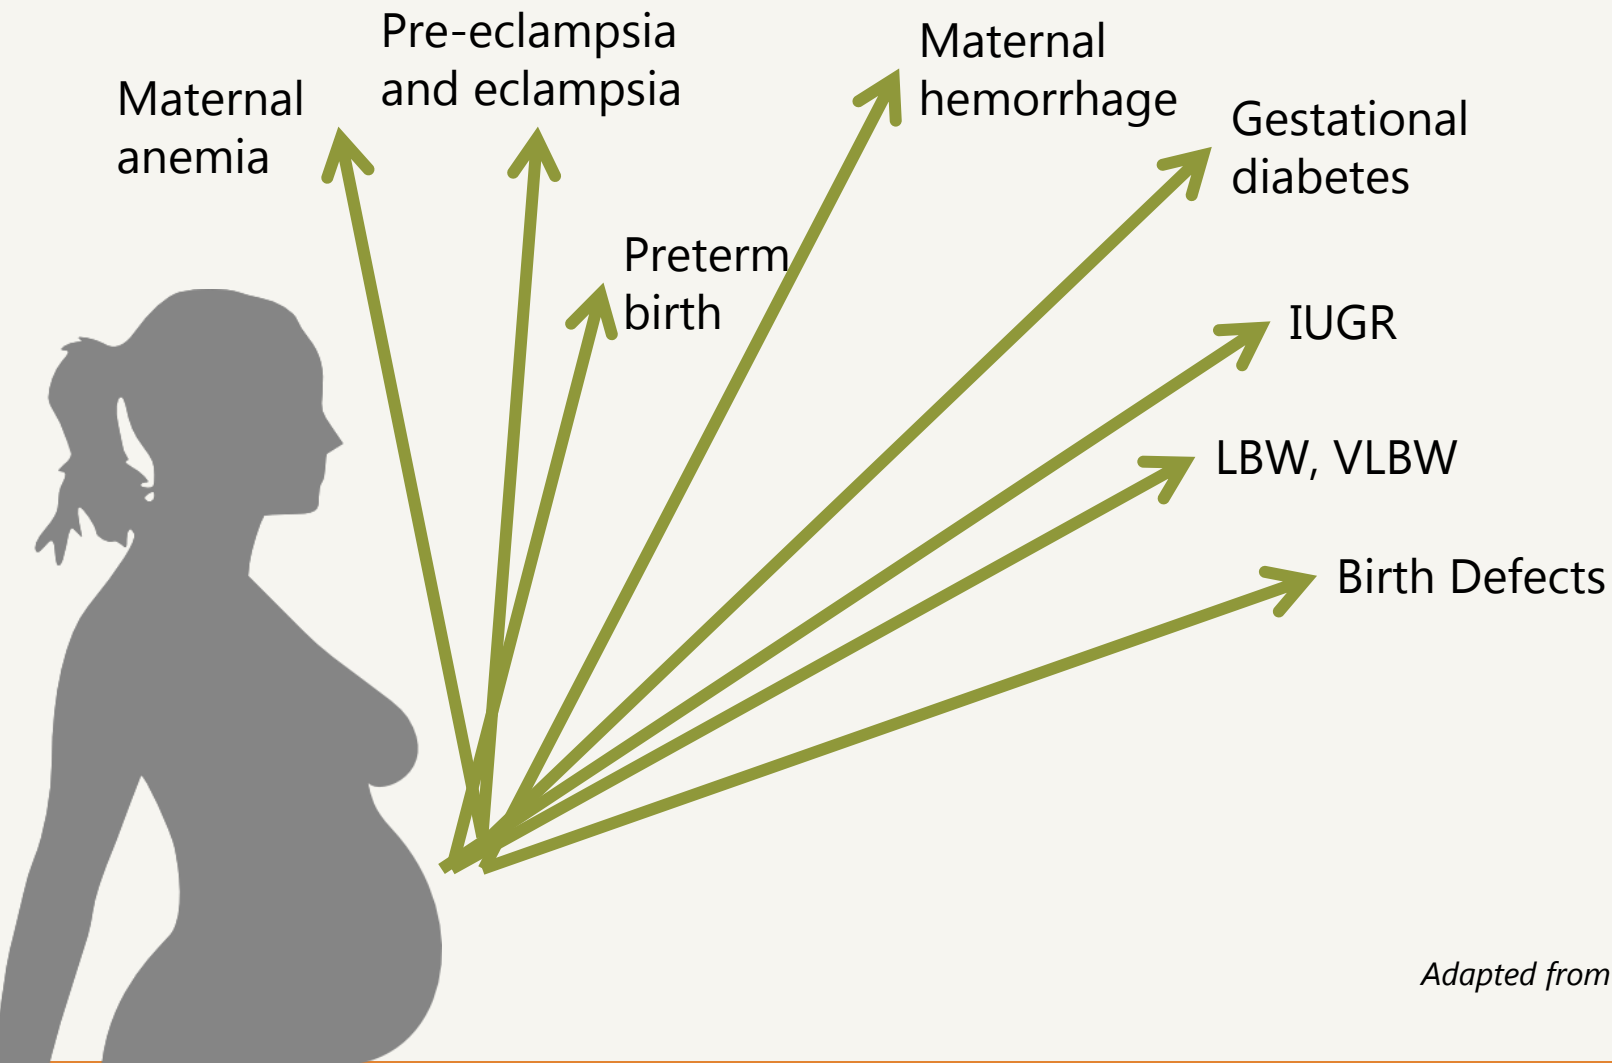 Maternal
anemia
Pre-eclampsia
and eclampsia
Maternal
hemorrhage
Gestational
diabetes
Preterm
birth
IUGR
LBW, VLBW
Birth Defects
Adapted from